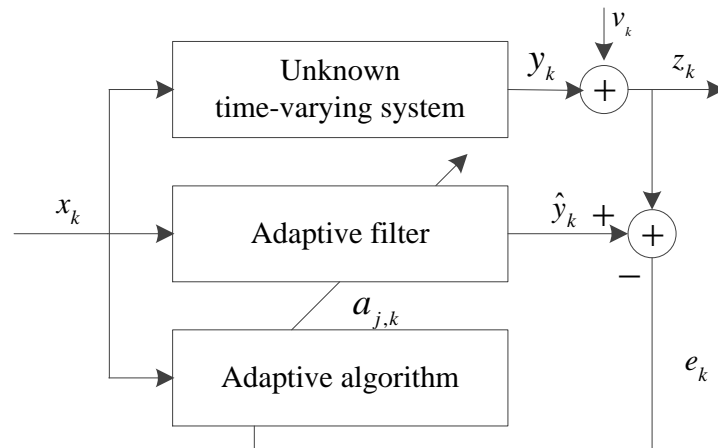 v_k
Unknown
time-varying system
y_k
+
z_k
x_k
Adaptive filter
ŷ_k
+
+
−
a_{j,k}
Adaptive algorithm
e_k